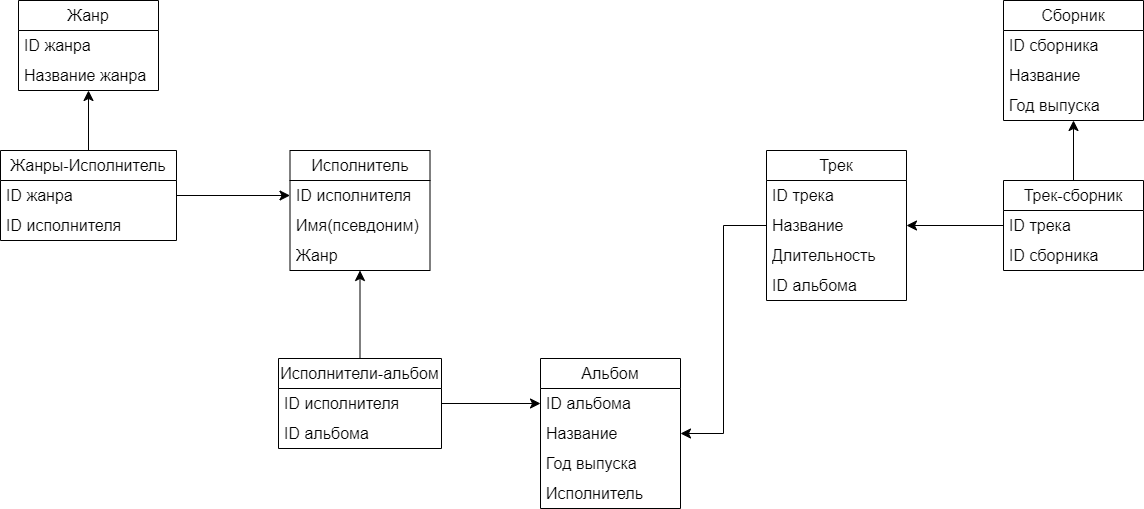 Жанр
ID жанра
Название жанра
Жанры-Исполнитель
ID жанра
ID исполнителя
Исполнитель
ID исполнителя
Имя(псевдоним)
Жанр
Исполнители-альбом
ID исполнителя
ID альбома
Альбом
ID альбома
Название
Год выпуска
Исполнитель
Трек
ID трека
Название
Длительность
ID альбома
Сборник
ID сборника
Название
Год выпуска
Трек-сборник
ID трека
ID сборника